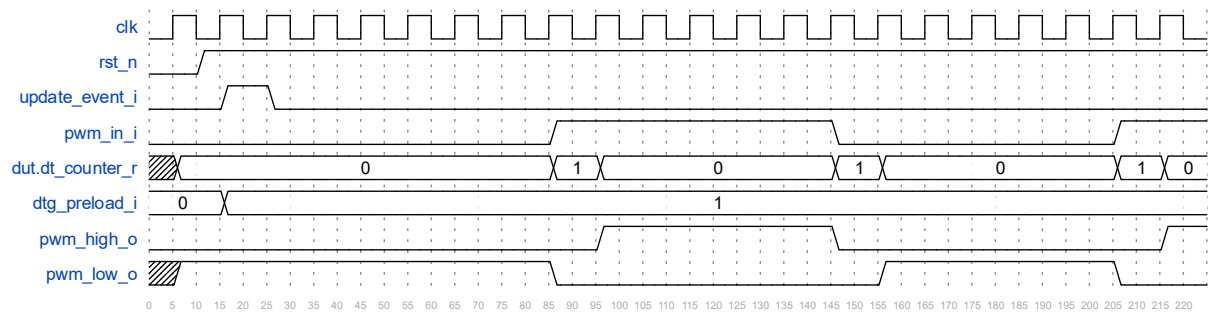 clk
rst_n
update_event_i
pwm_in_i
dut.dt_counter_r 0 1 0 1 0 1 0
dtg_preload_i 0 1
pwm_high_o
pwm_low_o
0 5 10 15 20 25 30 35 40 45 50 55 60 65 70 75 80 85 90 95 100 105 110 115 120 125 130 135 140 145 150 155 160 165 170 175 180 185 190 195 200 205 210 215 220